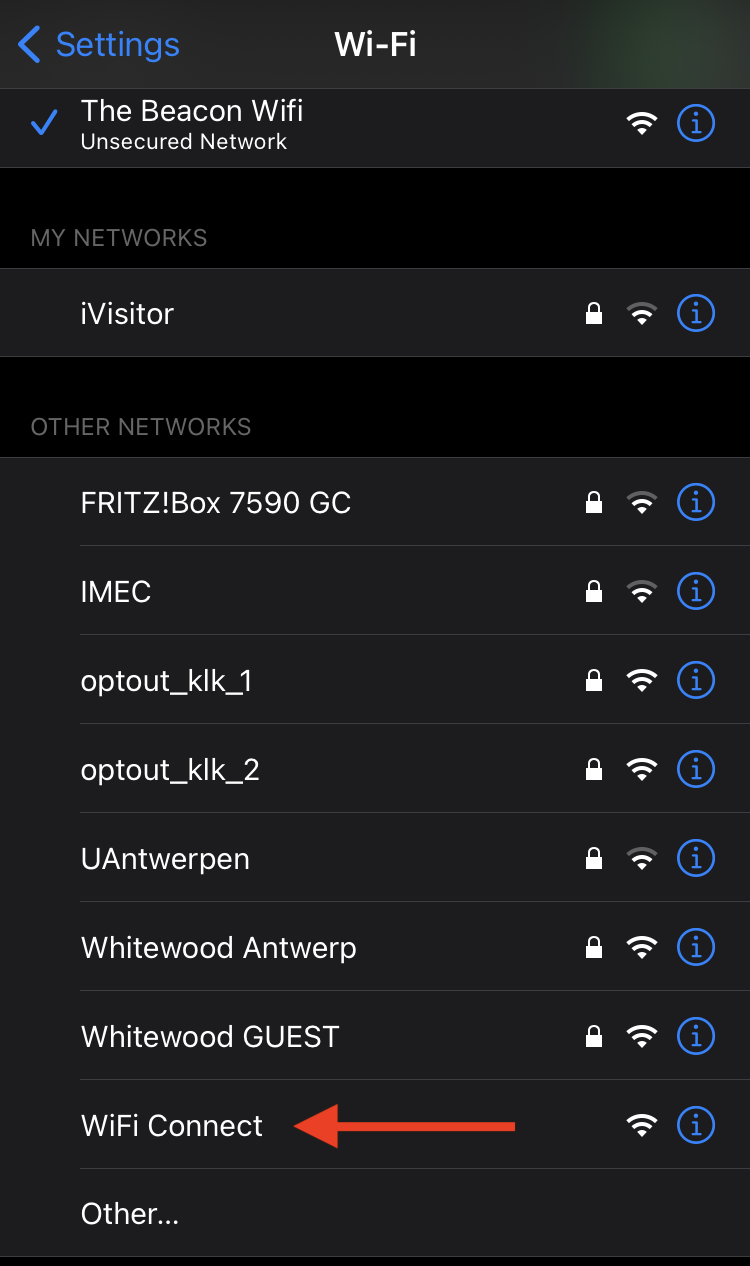 Settings
Wi-Fi
The Beacon Wifi
Unsecured Network
MY NETWORKS
iVisitor
OTHER NETWORKS
FRITZ!Box 7590 GC
IMEC
optout_klk_1
optout_klk_2
UAntwerpen
Whitewood Antwerp
Whitewood GUEST
WiFi Connect
Other...